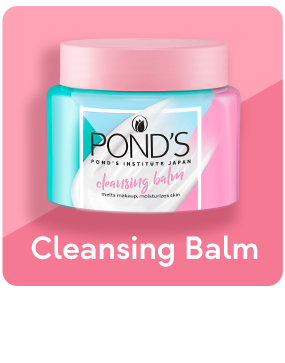 POND'S
POND'S INSTITUTE JAPAN
cleansing balm
melts makeup, moisturizes skin
Cleansing Balm